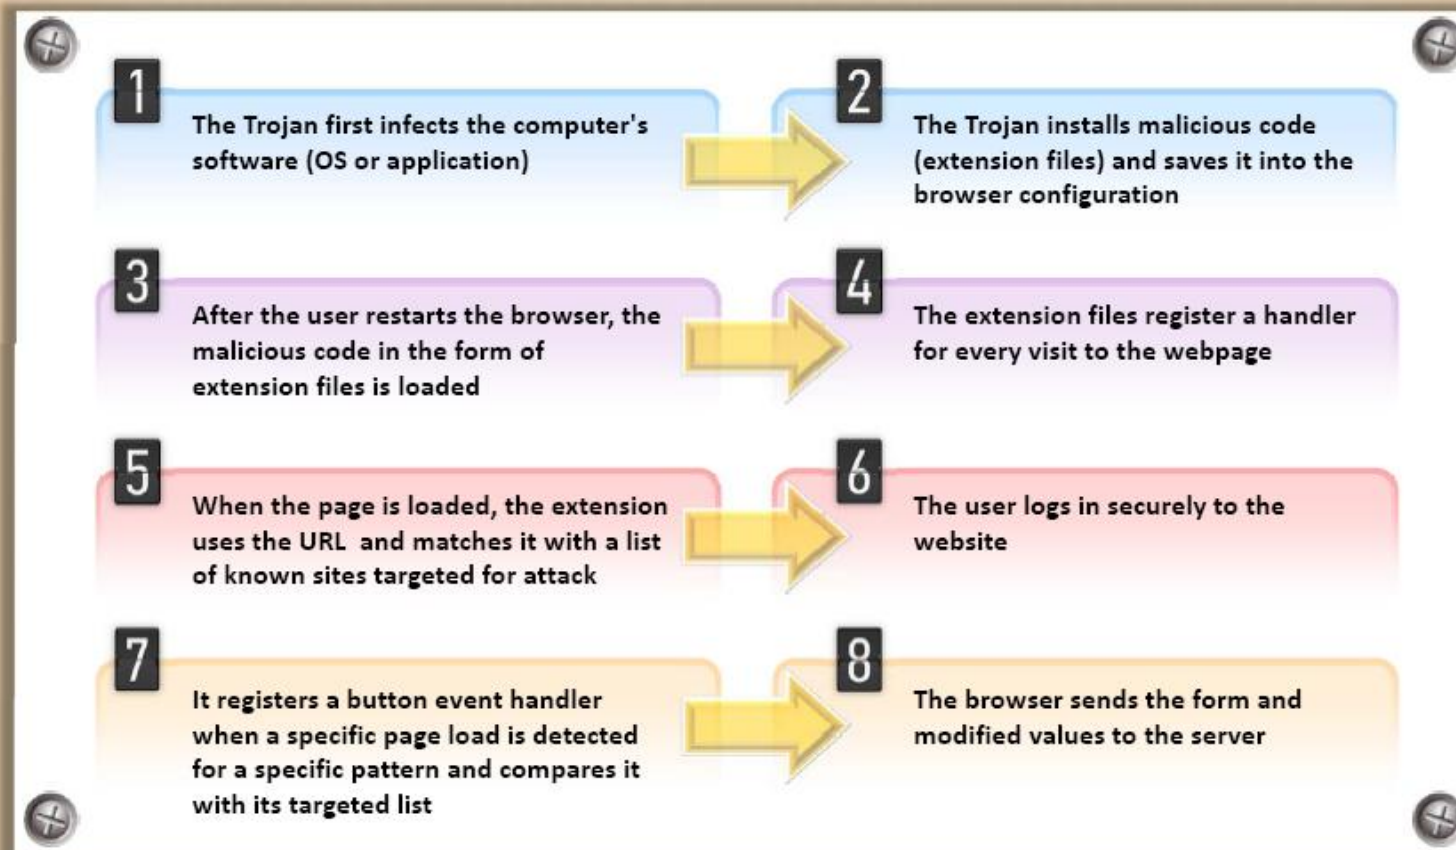 1
The Trojan first infects the computer's
software (OS or application)
2
The Trojan installs malicious code
(extension files) and saves it into the
browser configuration
3
After the user restarts the browser, the
malicious code in the form of
extension files is loaded
4
The extension files register a handler
for every visit to the webpage
5
When the page is loaded, the extension
uses the URL and matches it with a list
of known sites targeted for attack
6
The user logs in securely to the
website
7
It registers a button event handler
when a specific page load is detected
for a specific pattern and compares it
with its targeted list
8
The browser sends the form and
modified values to the server